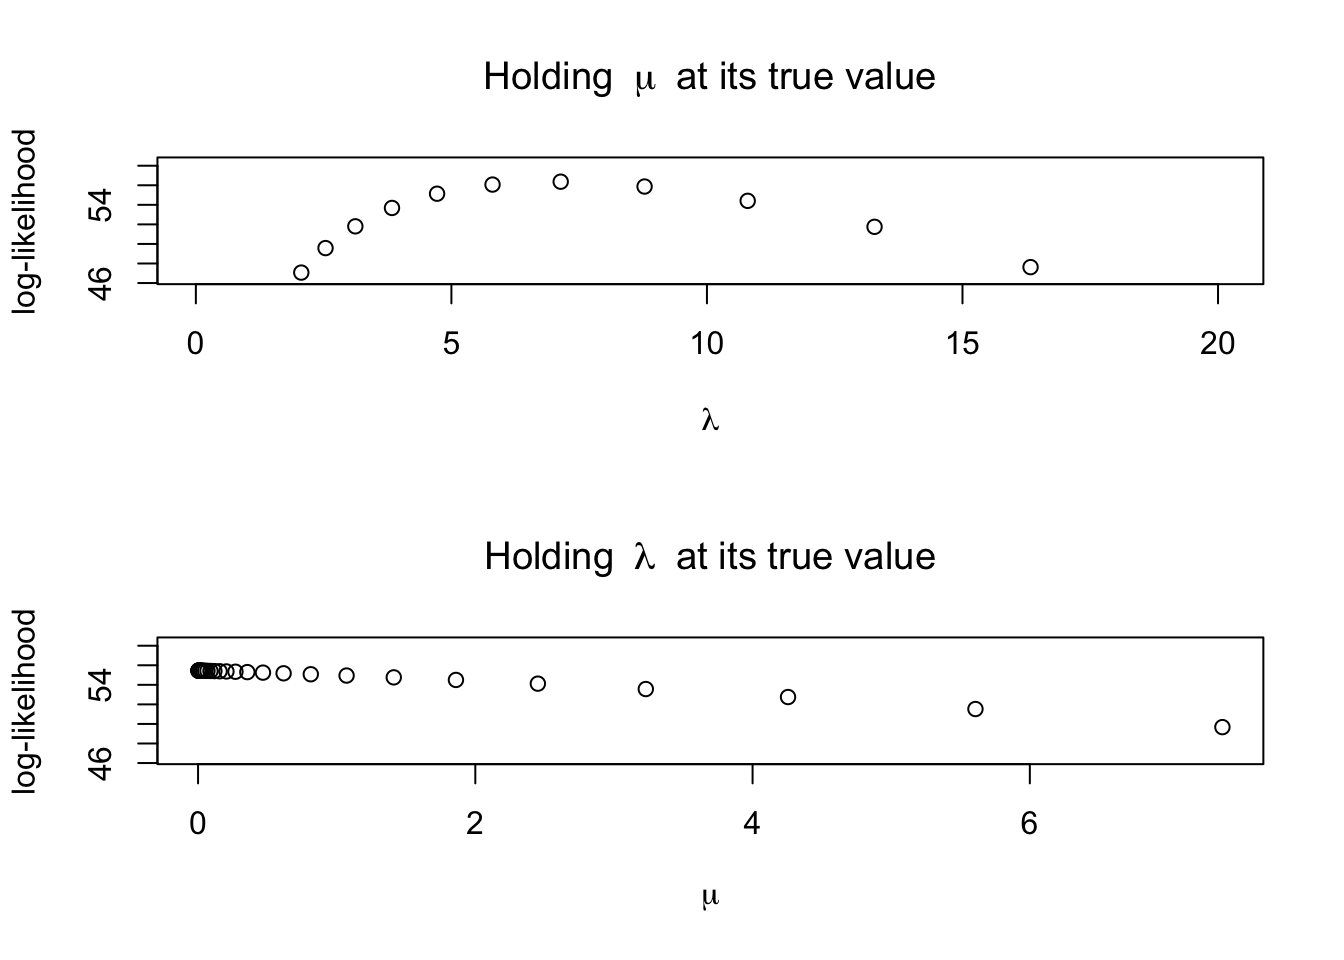 Holding μ at its true value
log-likelihood
54
46
0 5 10 15 20
λ
Holding λ at its true value
log-likelihood
54
46
0 2 4 6
μ